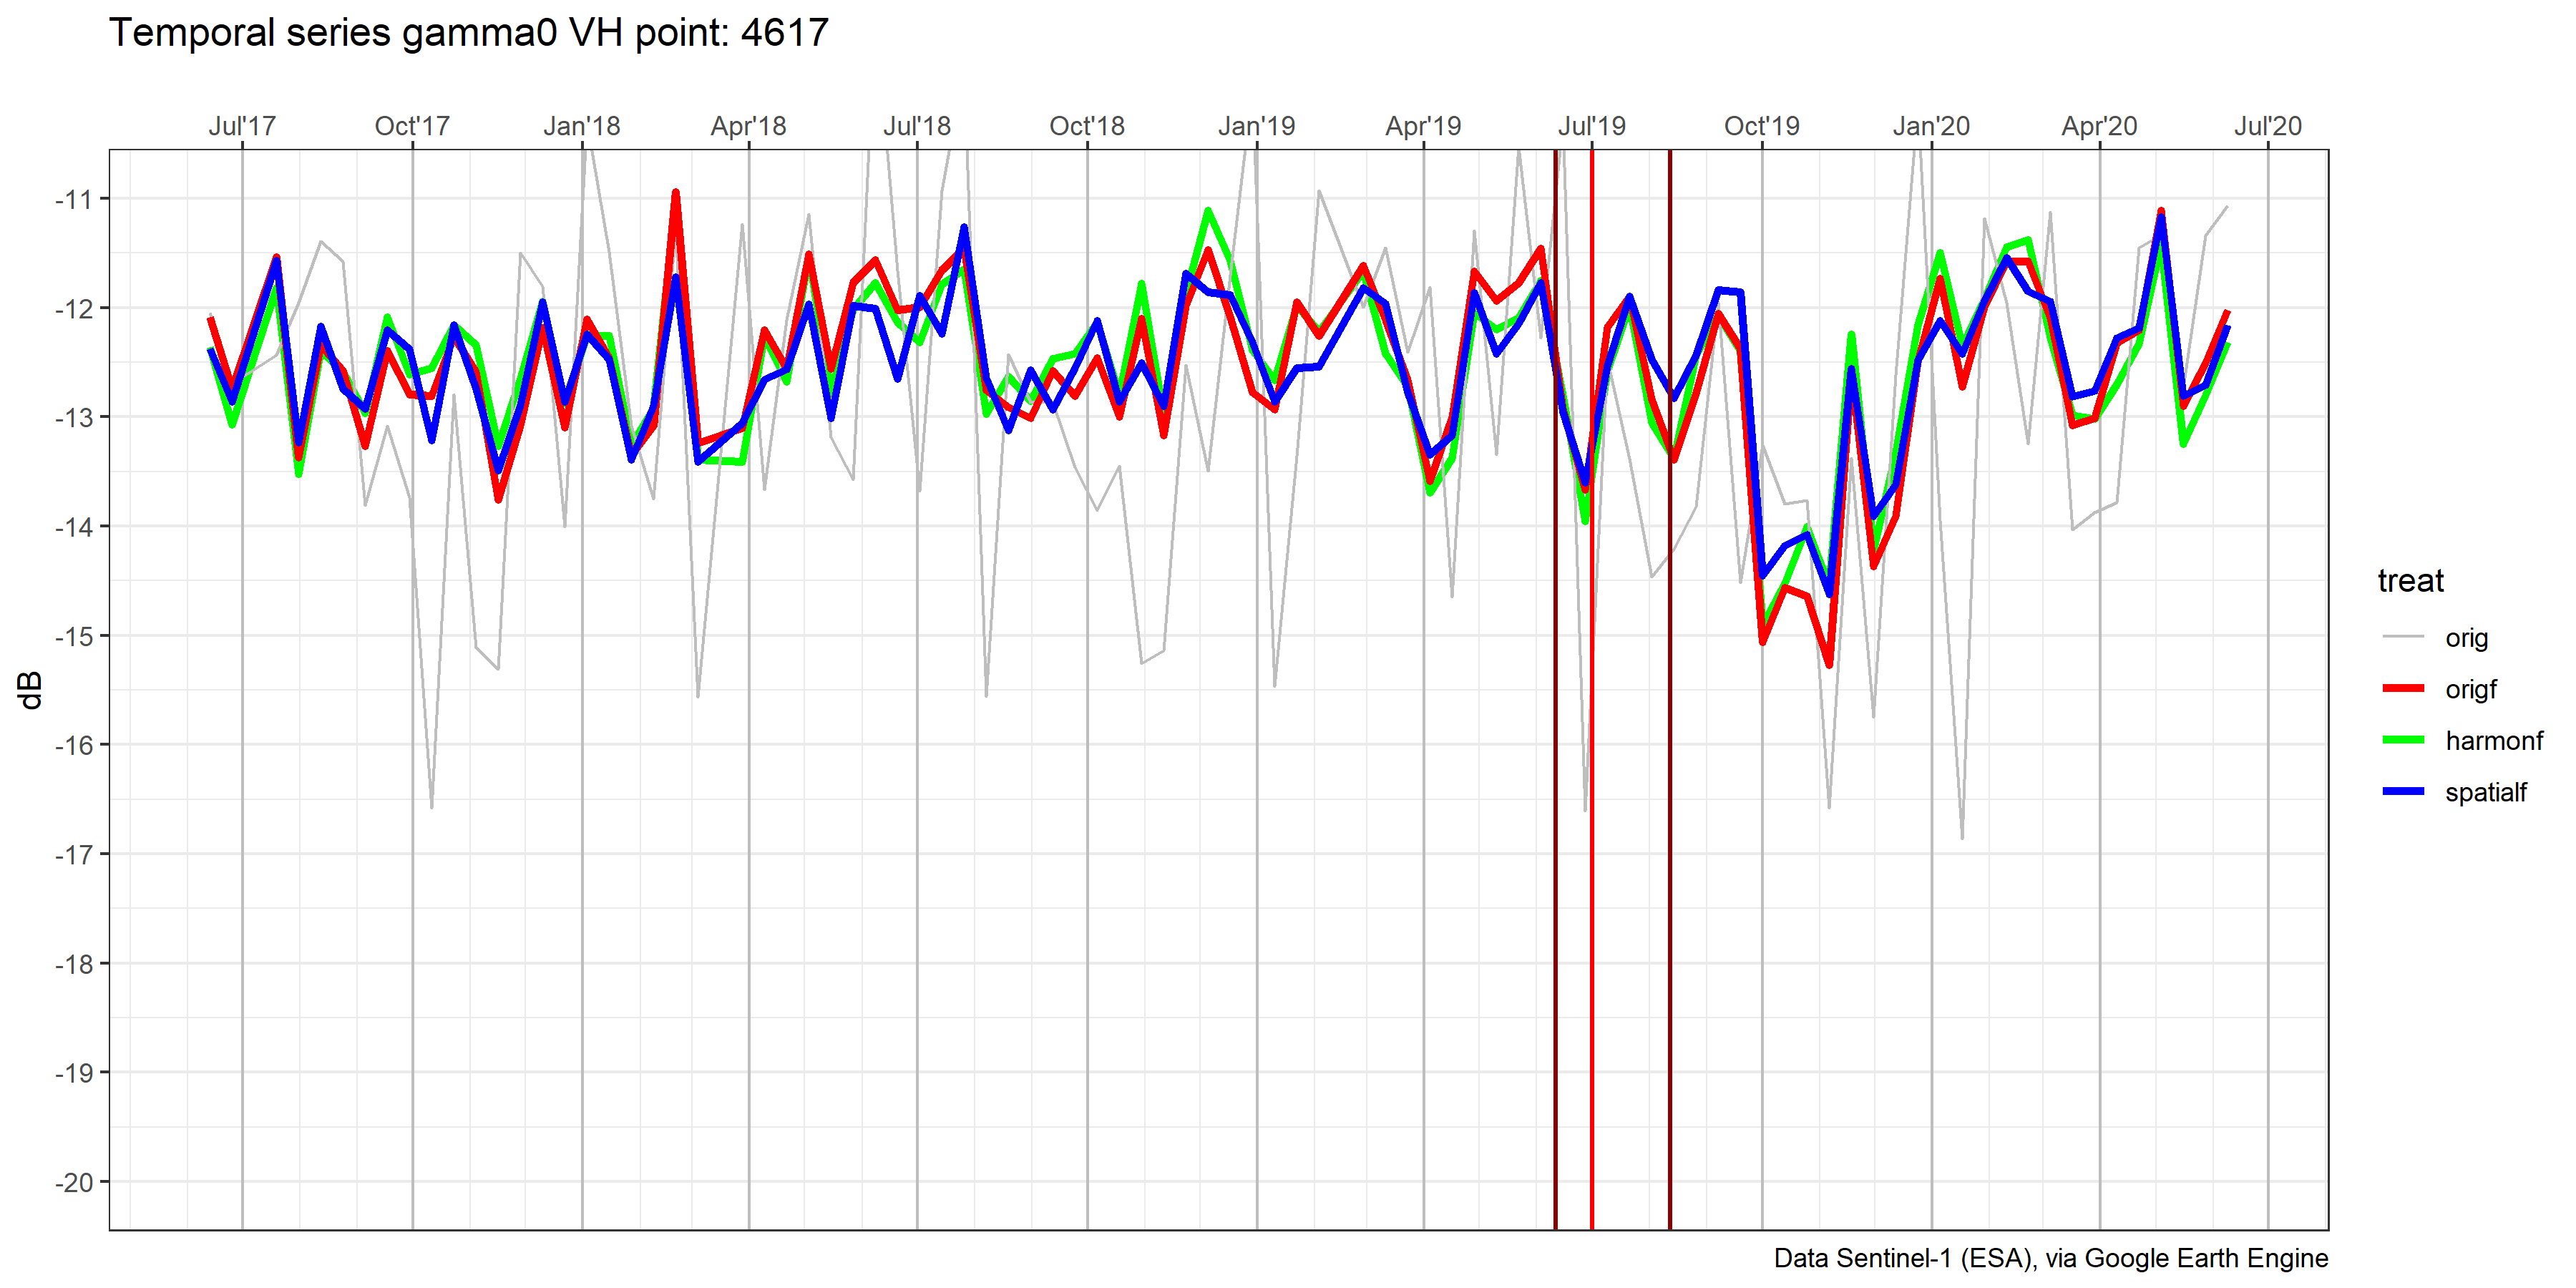 Temporal series gamma0 VH point: 4617
Jul'17 Oct'17 Jan'18 Apr'18 Jul'18 Oct'18 Jan'19 Apr'19 Jul'19 Oct'19 Jan'20 Apr'20 Jul'20
-11
-12
-13
-14
-15
-16
-17
-18
-19
-20
dB
treat
orig
origf
harmonf
spatialf
Data Sentinel-1 (ESA), via Google Earth Engine